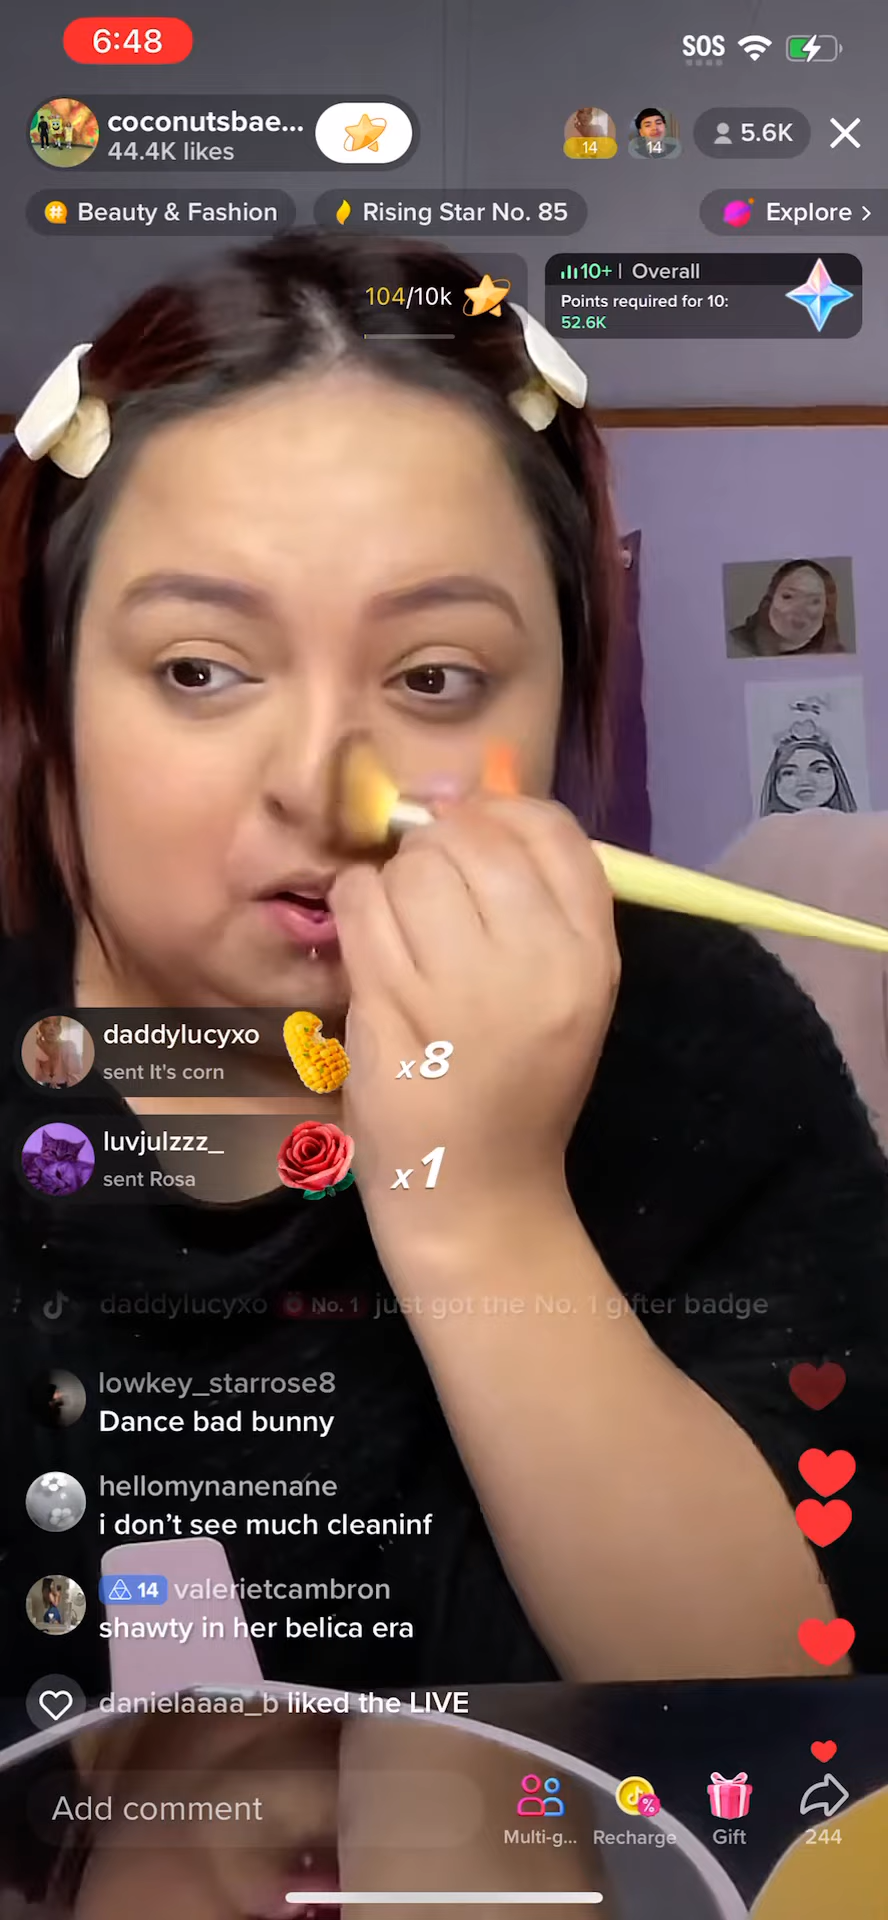 6:48
SOS
coconutsbae...
44.4K likes
14
14
5.6K
Beauty & Fashion
Rising Star No. 85
Explore >
104/10k
10+ | Overall
Points required for 10:
52.6K
daddylucyxo
sent It's corn
x8
luvjulzzz_
sent Rosa
x1
daddylucyxo No. 1 just got the No. 1 gifter badge
lowkey_starrose8
Dance bad bunny
hellomynanenane
i don’t see much cleaninf
14 valerietcambron
shawty in her belica era
danielaaaa_b liked the LIVE
Add comment
Multi-g...
Recharge
Gift
244